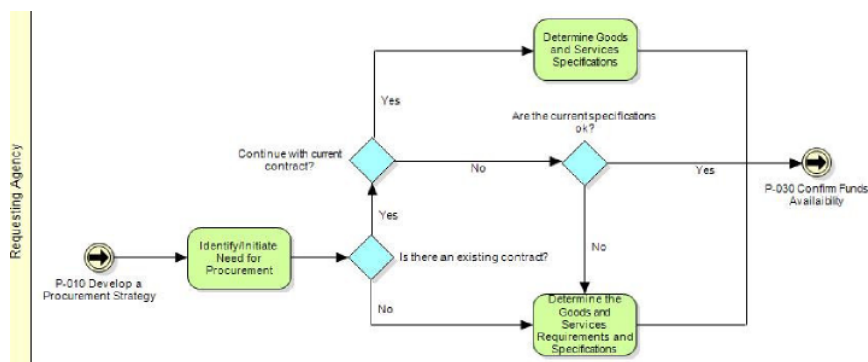 Requesting Agency
Determine Goods
and Services
Specifications
Yes
Are the current specifications
ok?
Continue with current
contract?
No
Yes
P-030 Confirm Funds
Availaibility
Yes
Identify/Initiate
Need for
Procurement
Is there an existing contract?
No
P-010 Develop a
Procurement Strategy
No
Determine the
Goods and
Services
Requirements and
Specifications